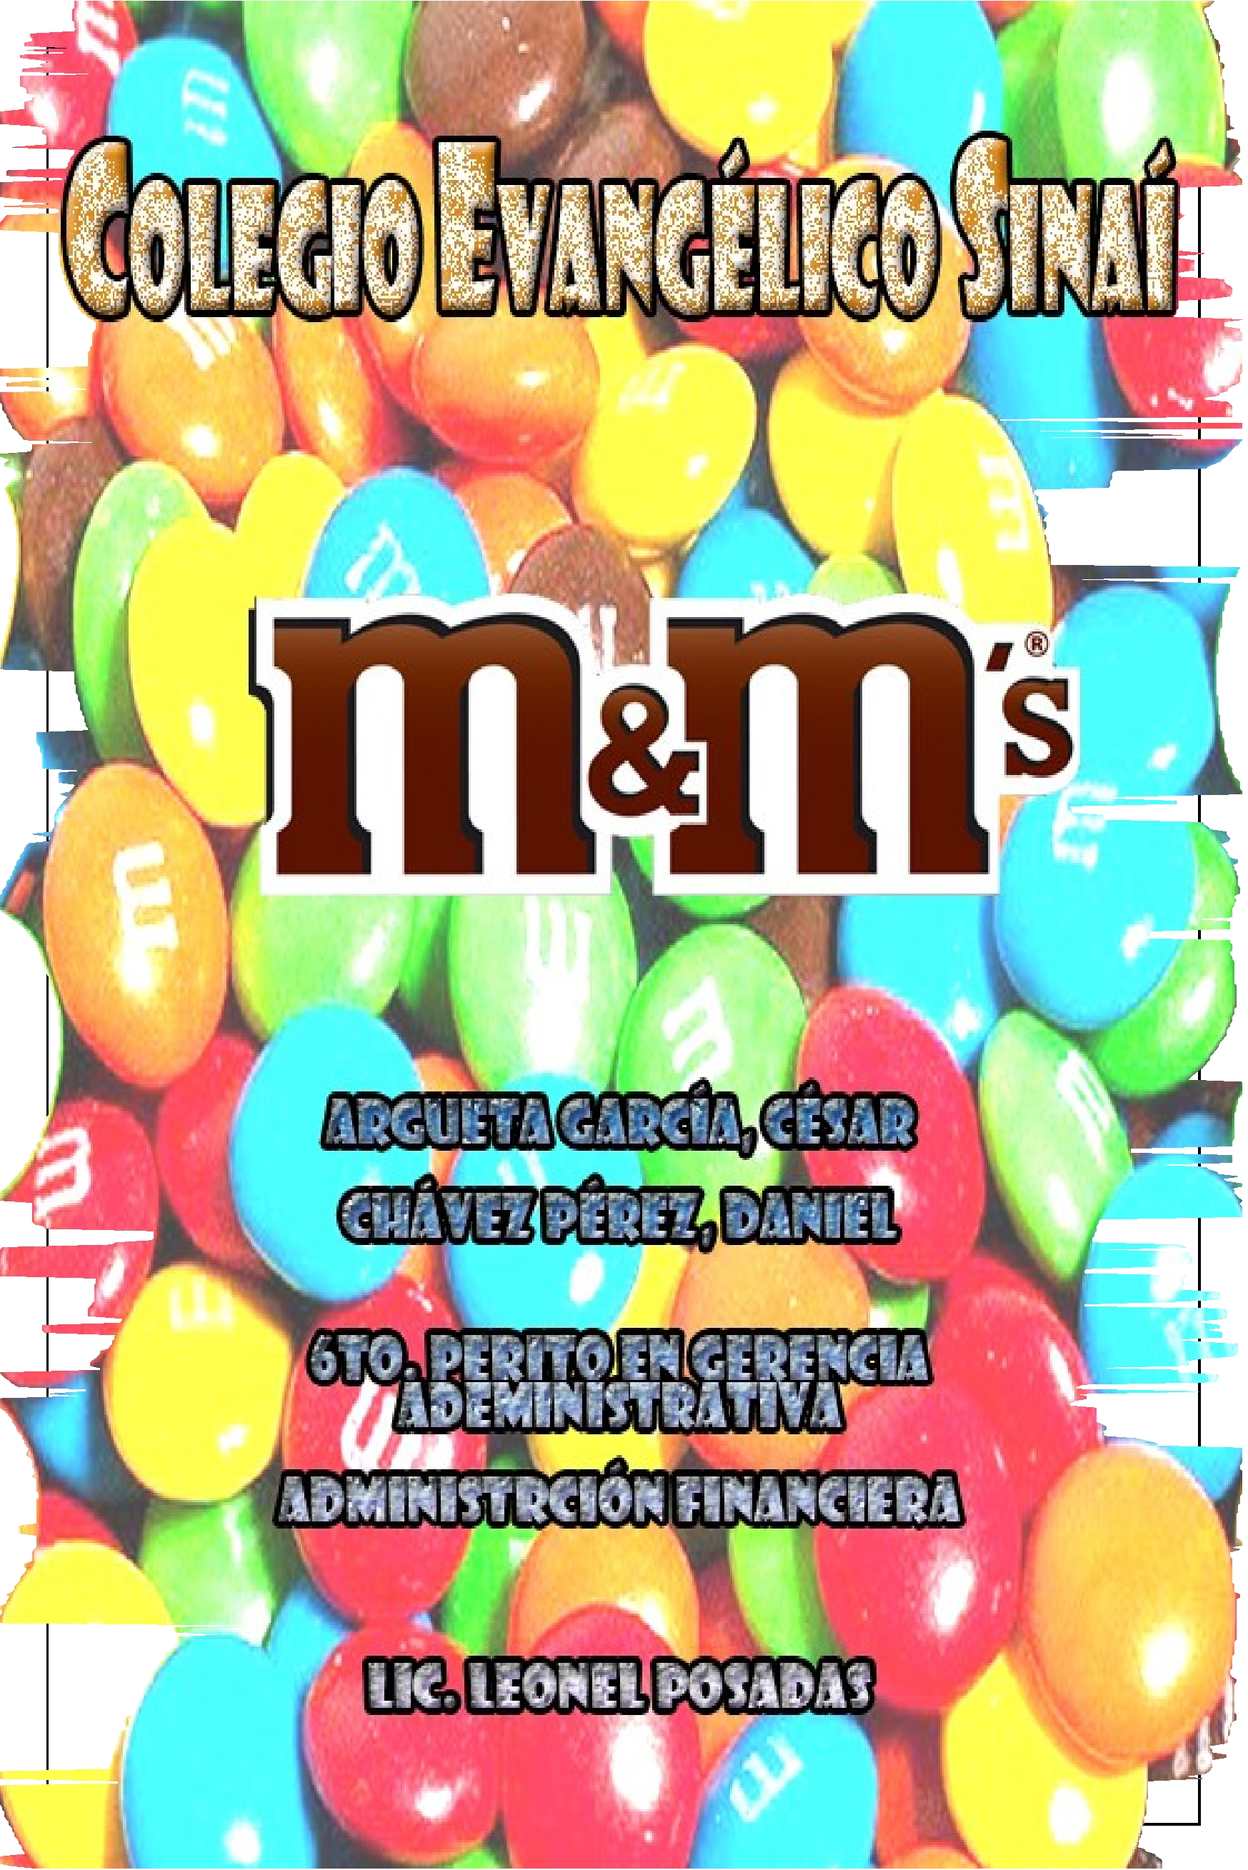 Colegio Evangélico Sinaí
m&m's®
ARGUETA GARCÍA, CÉSAR
CHÁVEZ PÉREZ, DANIEL
6TO. PERITO EN GERENCIA
ADEMINISTRATIVA
ADMINISTRCIÓN FINANCIERA
LIC. LEONEL POSADAS